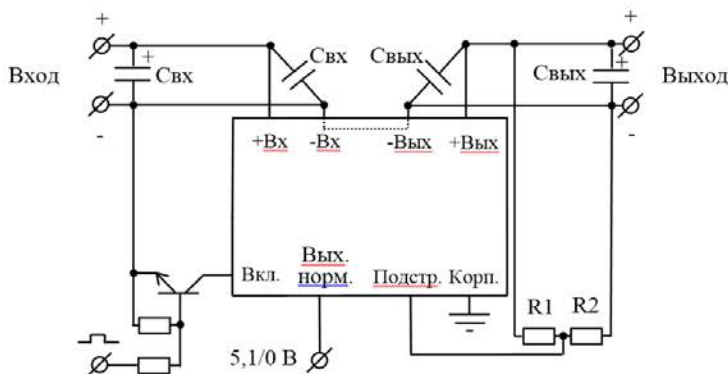 +
+
Свх
Свых
Вход
Свх
Свых
Выход
+
+
-
-
+Вх
-Вх
-Вых
+Вых
Вкл.
Вых.
норм.
Подстр.
Корп.
R1
R2
5,1/0 В